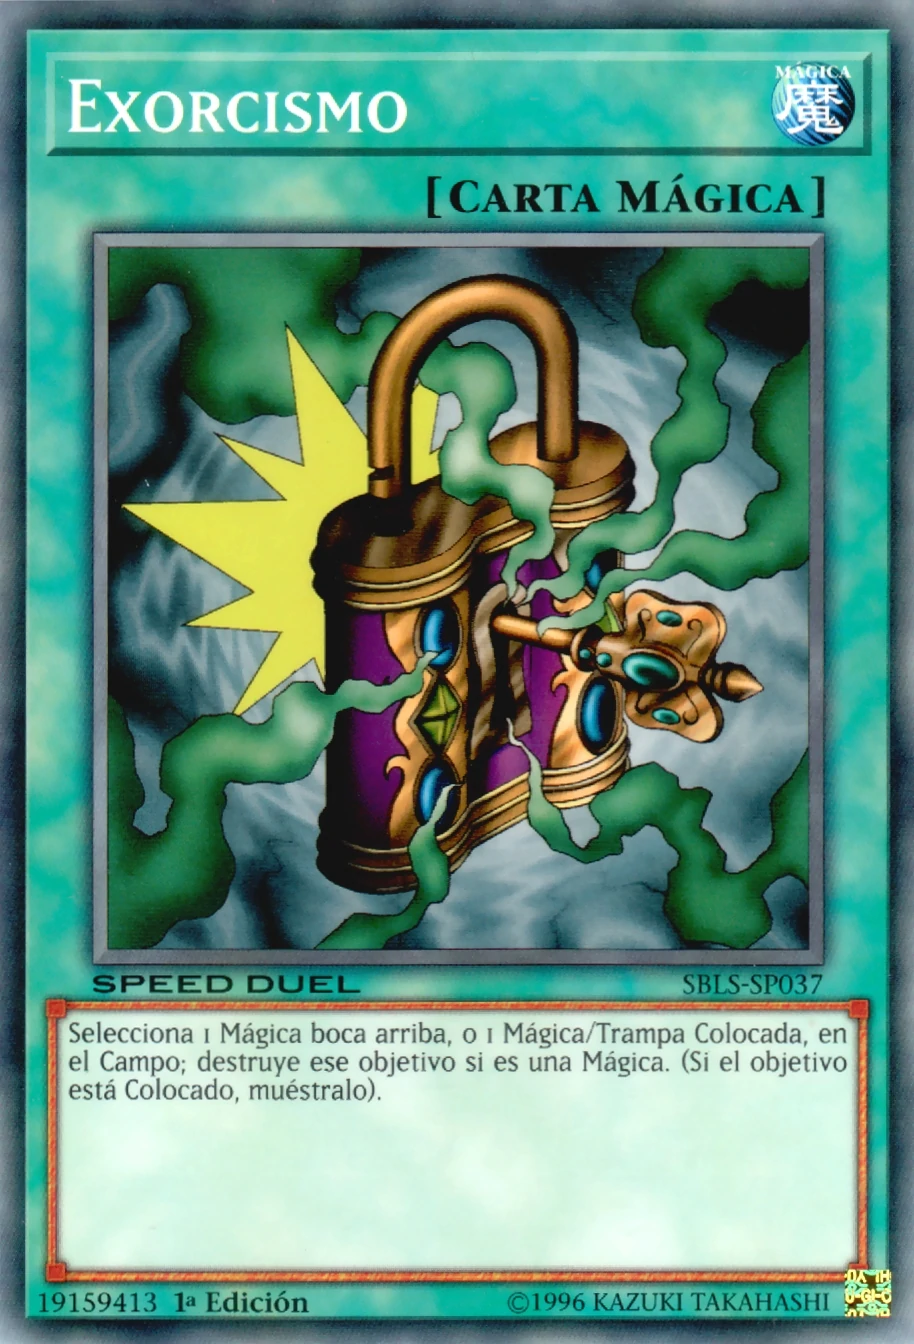 EXORCISMO
MÁGICA
魔
[CARTA MÁGICA]
SPEED DUEL
SBLS-SP037
Selecciona 1 Mágica boca arriba, o 1 Mágica/Trampa Colocada, en
el Campo; destruye ese objetivo si es una Mágica. (Si el objetivo
está Colocado, muéstralo).
19159413 1ª Edición
©1996 KAZUKI TAKAHASHI